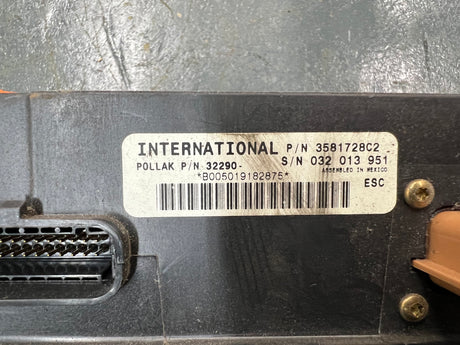 INTERNATIONAL P/N 3581728C2
POLLAK P/N 32290- S/N 032 013 951
*B005019182875* ASSEMBLED IN MEXICO
ESC